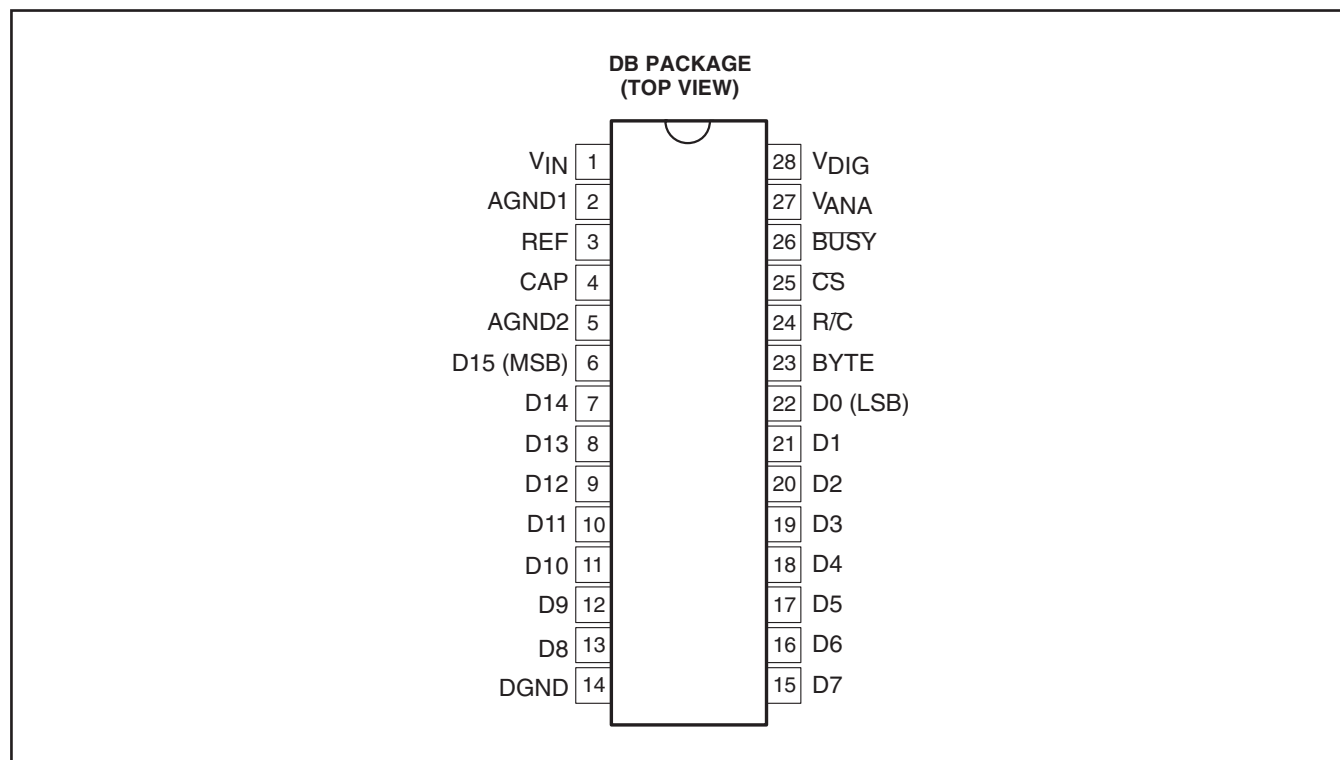 DB PACKAGE
(TOP VIEW)
VIN 1 28 VDIG
AGND1 2 27 VANA
REF 3 26 B̅U̅S̅Y̅
CAP 4 25 C̅S̅
AGND2 5 24 R/C̅
D15 (MSB) 6 23 BYTE
D14 7 22 D0 (LSB)
D13 8 21 D1
D12 9 20 D2
D11 10 19 D3
D10 11 18 D4
D9 12 17 D5
D8 13 16 D6
DGND 14 15 D7